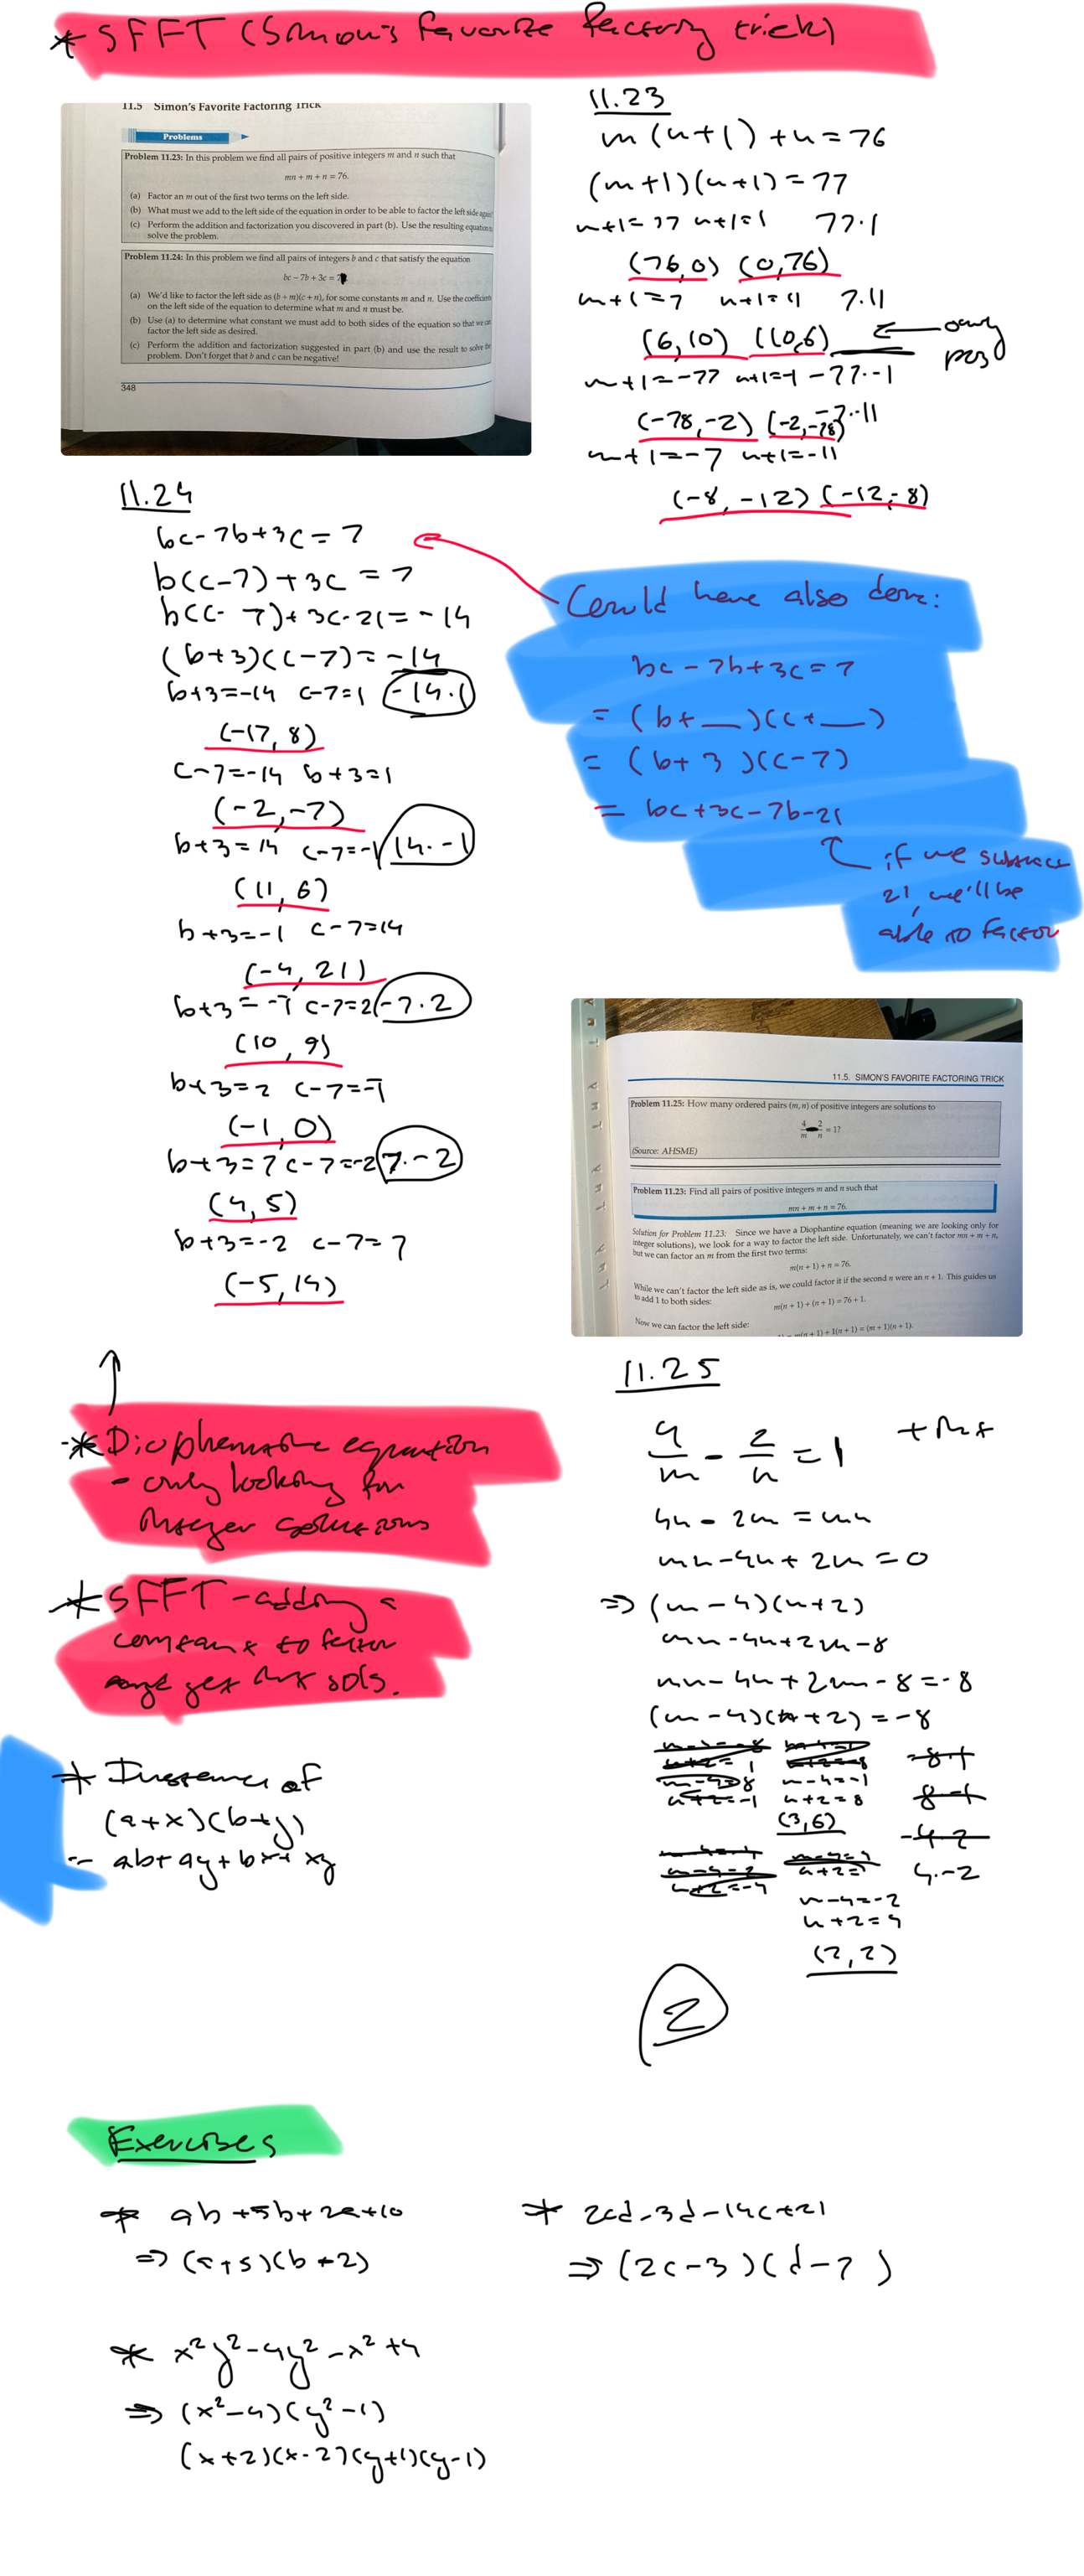 * SFFT (Simon's favorite factoring trick)
11.5 Simon's Favorite Factoring Trick
Problems
Problem 11.23: In this problem we find all pairs of positive integers m and n such that
mn + m + n = 76.
(a) Factor an m out of the first two terms on the left side.
(b) What must we add to the left side of the equation in order to be able to factor the left side again?
(c) Perform the addition and factorization you discovered in part (b). Use the resulting equation to
solve the problem.
Problem 11.24: In this problem we find all pairs of integers b and c that satisfy the equation
bc − 7b + 3c = 7
(a) We'd like to factor the left side as (b + m)(c + n), for some constants m and n. Use the coefficients
on the left side of the equation to determine what m and n must be.
(b) Use (a) to determine what constant we must add to both sides of the equation so that we can
factor the left side as desired.
(c) Perform the addition and factorization suggested in part (b) and use the result to solve the
problem. Don't forget that b and c can be negative!
348
11.23
m(n+1)+n=76
(m+1)(n+1)=77
m+1=77 n+1=1 77·1
(76,0) (0,76)
m+1=7 n+1=11 7·11
(6,10) (10,6) ← only
pos
m+1=-77 n+1=-1 -77·-1
(-78,-2) (-2,-78) -7·-11
m+1=-7 n+1=-11
(-8,-12) (-12,-8)
11.24
bc-7b+3c=7
b(c-7)+3c=7
b(c-7)+3c-21=-14
(b+3)(c-7)=-14
b+3=-14 c-7=1 -14·1
(-17,8)
c-7=-14 b+3=1
(-2,-7)
b+3=14 c-7=-1 14·-1
(11,6)
b+3=-1 c-7=14
(-4,21)
b+3=-7 c-7=2 -7·2
(10,9)
b+3=2 c-7=-7
(-1,0)
b+3=7 c-7=-2 7·-2
(4,5)
b+3=-2 c-7=7
(-5,14)
Could have also done:
bc-7b+3c=7
=(b+__)(c+__)
=(b+3)(c-7)
=bc+3c-7b-21
if we subtract
21, we'll be
able to factor
11.5. SIMON'S FAVORITE FACTORING TRICK
Problem 11.25: How many ordered pairs (m, n) of positive integers are solutions to
4/m - 2/n = 1?
(Source: AHSME)
Problem 11.23: Find all pairs of positive integers m and n such that
mn + m + n = 76.
Solution for Problem 11.23: Since we have a Diophantine equation (meaning we are looking only for
integer solutions), we look for a way to factor the left side. Unfortunately, we can't factor mn + m + n,
but we can factor an m from the first two terms:
m(n + 1) + n = 76.
While we can't factor the left side as is, we could factor it if the second n were an n + 1. This guides us
to add 1 to both sides:
m(n + 1) + (n + 1) = 76 + 1.
Now we can factor the left side:
m(n + 1) + 1(n + 1) = (m + 1)(n + 1).
* Diophantine equation
- only looking for
integer solutions
* SFFT - adding a
constant to factor
and get int sols.
* Instance of
(a+x)(b+y)
= ab+ay+bx+xy
11.25
4/m - 2/n = 1
4n-2m=mn
mn-4n+2m=0
⇒ (m-4)(n+2)
mn-4n+2m-8
mn-4n+2m-8=-8
(m-4)(n+2)=-8
m-4=8 m-4=-1
n+2=-1 n+2=8
(3,6)
4·-2
m-4=-2
n+2=4
(2,2)
2
Exercises
* ab+5b+2a+10
⇒ (a+5)(b+2)
* 2cd-3d-14c+21
⇒ (2c-3)(d-7)
* x²y²-4y²-x²+4
⇒ (x²-4)(y²-1)
(x+2)(x-2)(y+1)(y-1)